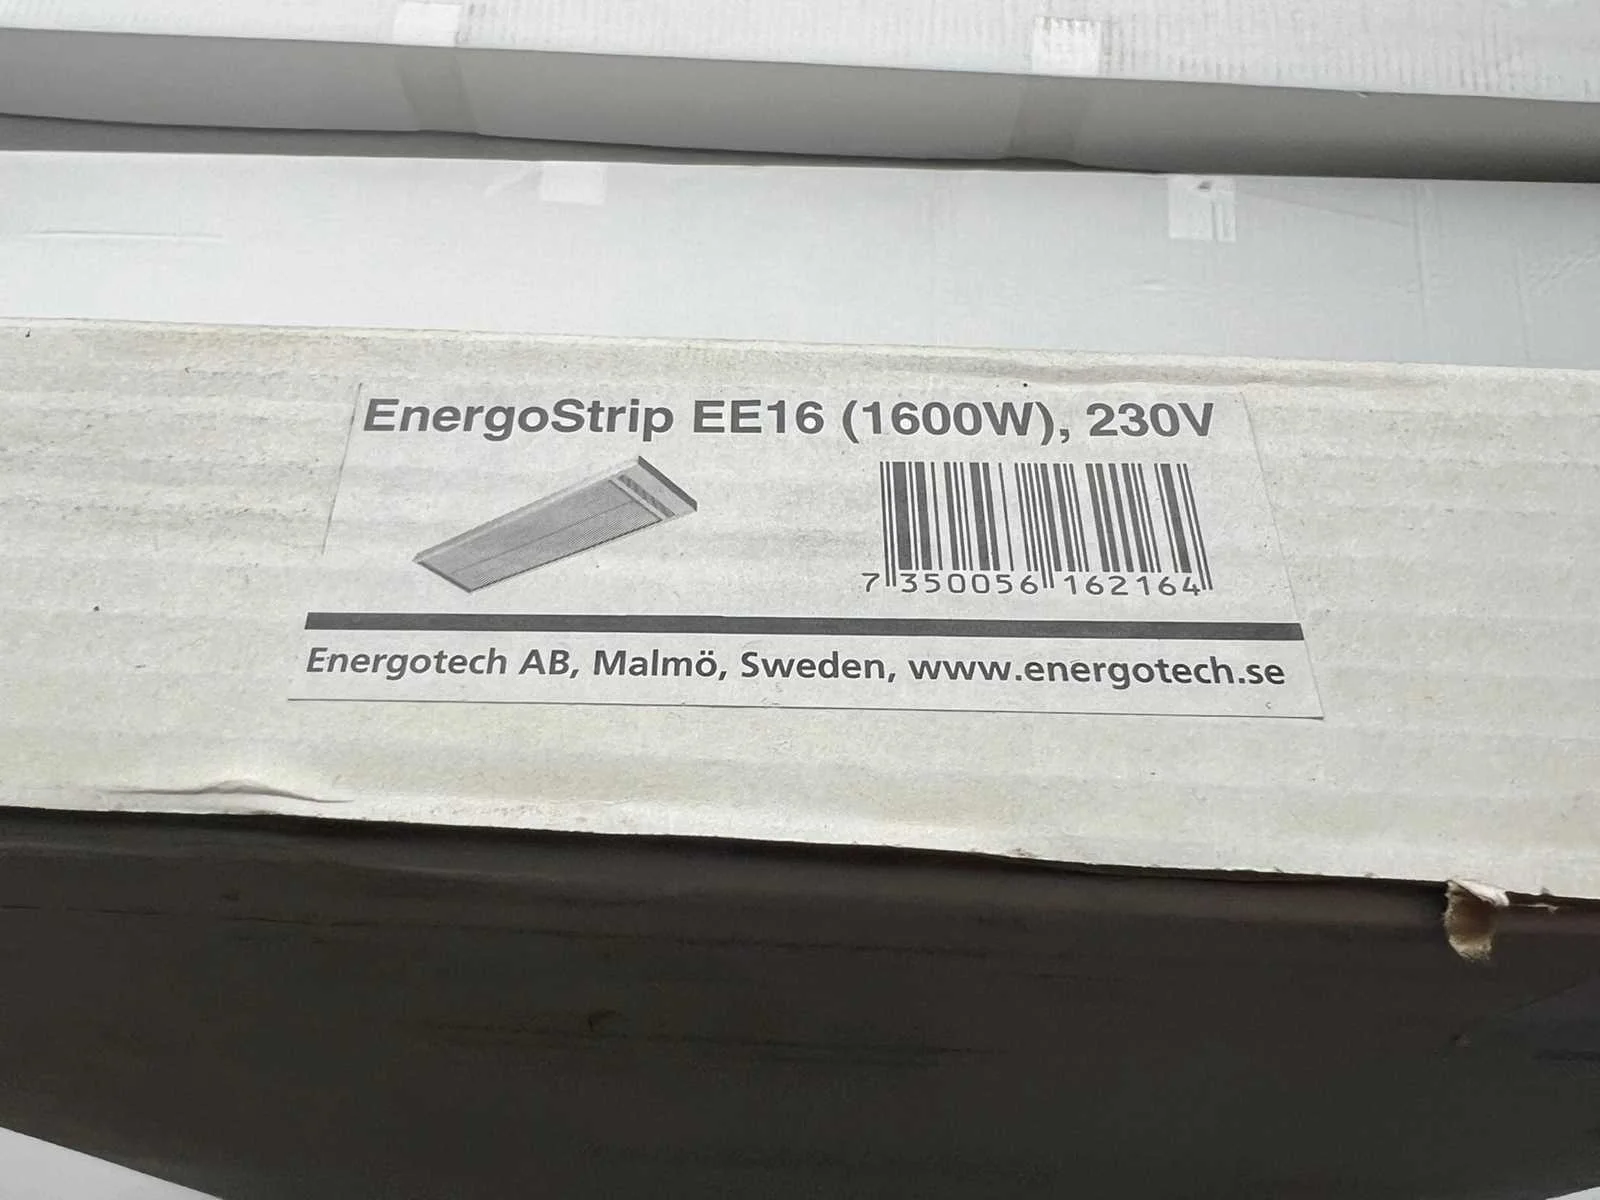 EnergoStrip EE16 (1600W), 230V
7 350056 162164
Energotech AB, Malmö, Sweden, www.energotech.se